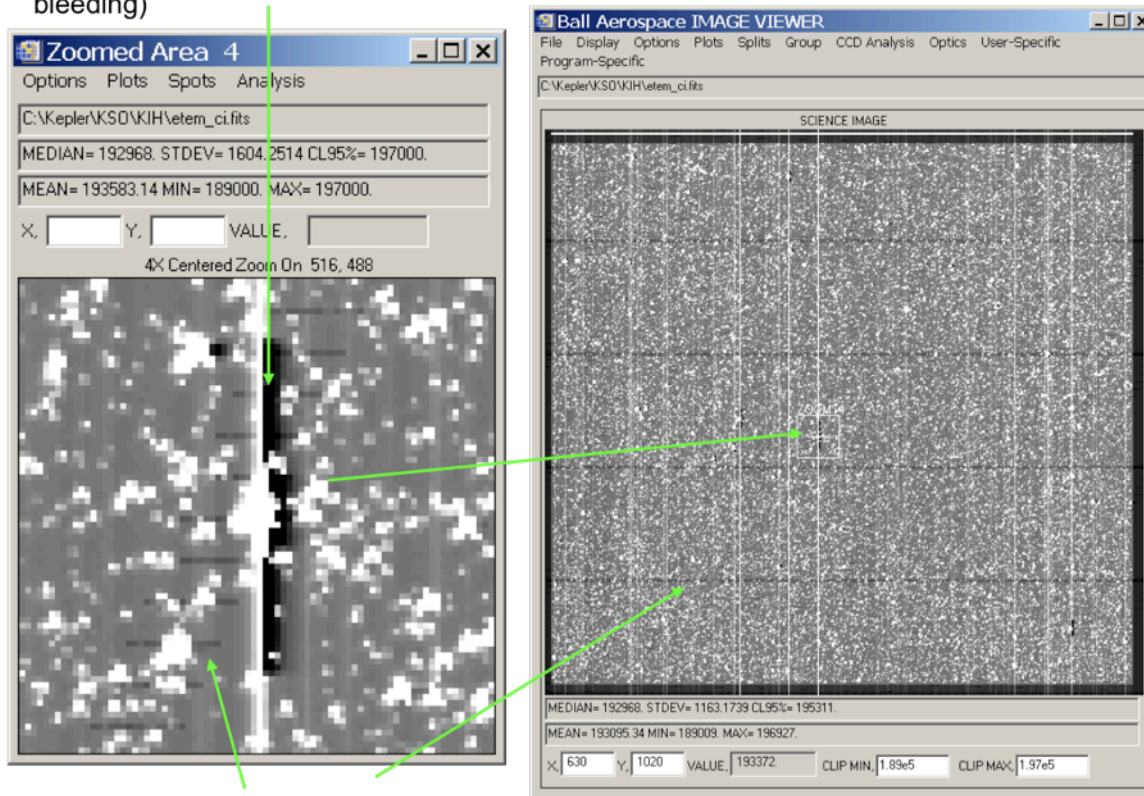 bleeding)
Zoomed Area 4
Options Plots Spots Analysis
C:\Kepler\KSO\KIH\etem_ci.fits
MEDIAN= 192968. STDEV= 1604.2514 CL95%= 197000.
MEAN= 193583.14 MIN= 189000. MAX= 197000.
X, Y, VALUE,
4X Centered Zoom On 516, 488
Ball Aerospace IMAGE VIEWER
File Display Options Plots Splits Group CCD Analysis Optics User-Specific
Program-Specific
C:\Kepler\KSO\KIH\etem_ci.fits
SCIENCE IMAGE
MEDIAN= 192968. STDEV= 1163.1739 CL95%= 195311.
MEAN= 193095.34 MIN= 189009. MAX= 196927.
X, 630 Y, 1020 VALUE, 193372. CLIP MIN, 1.89e5 CLIP MAX, 1.97e5